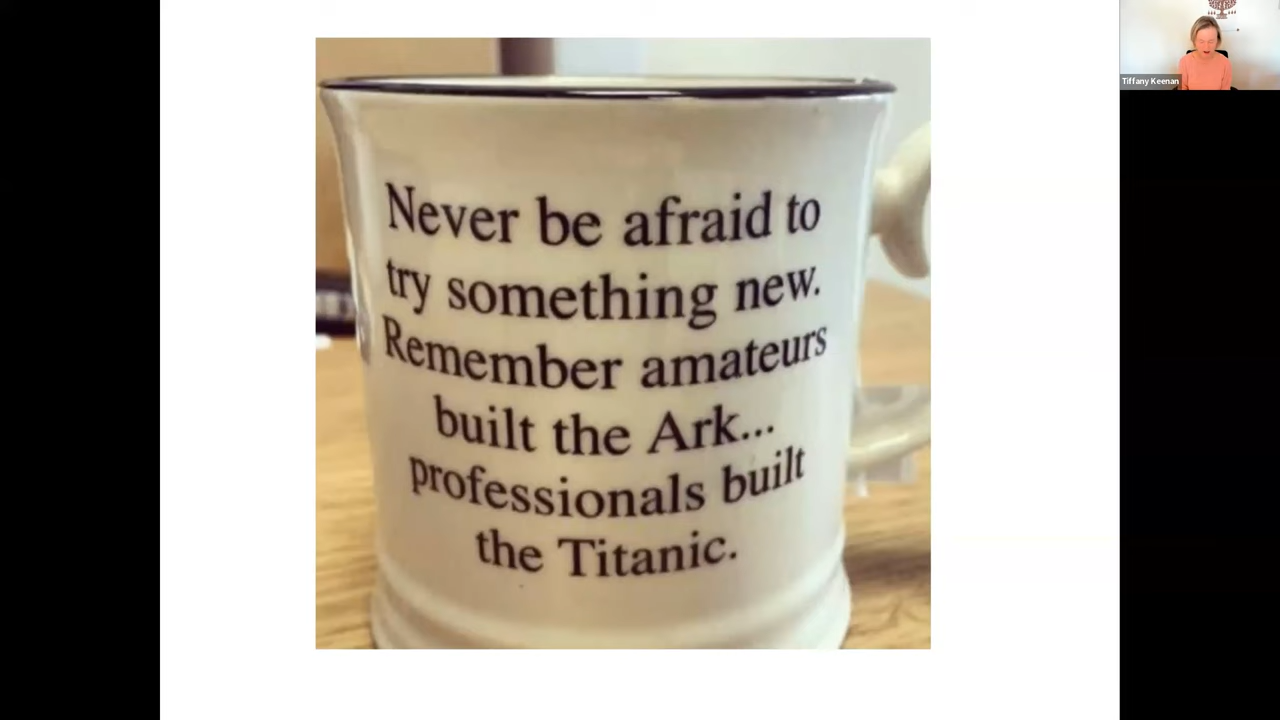 Never be afraid to
try something new.
Remember amateurs
built the Ark...
professionals built
the Titanic.
Tiffany Keenan